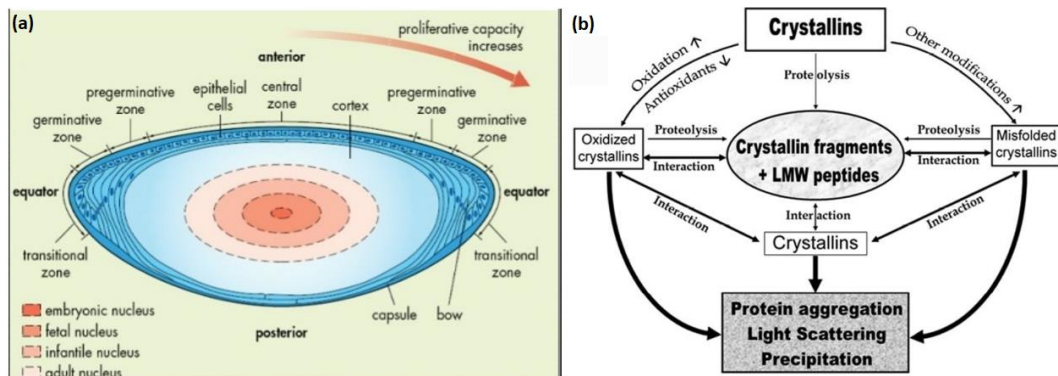 (a)
proliferative capacity
increases
anterior
epithelial
cells
central
zone
cortex
pregerminative
zone
pregerminative
zone
germinative
zone
germinative
zone
equator
equator
transitional
zone
transitional
zone
capsule
bow
posterior
embryonic nucleus
fetal nucleus
infantile nucleus
adult nucleus
(b)
Crystallins
Oxidation
Antioxidants
Proteolysis
Other modifications
Oxidized
crystallins
Proteolysis
Interaction
Crystallin fragments
+ LMW peptides
Proteolysis
Interaction
Misfolded
crystallins
Interaction
Interaction
Interaction
Crystallins
Protein aggregation
Light Scattering
Precipitation